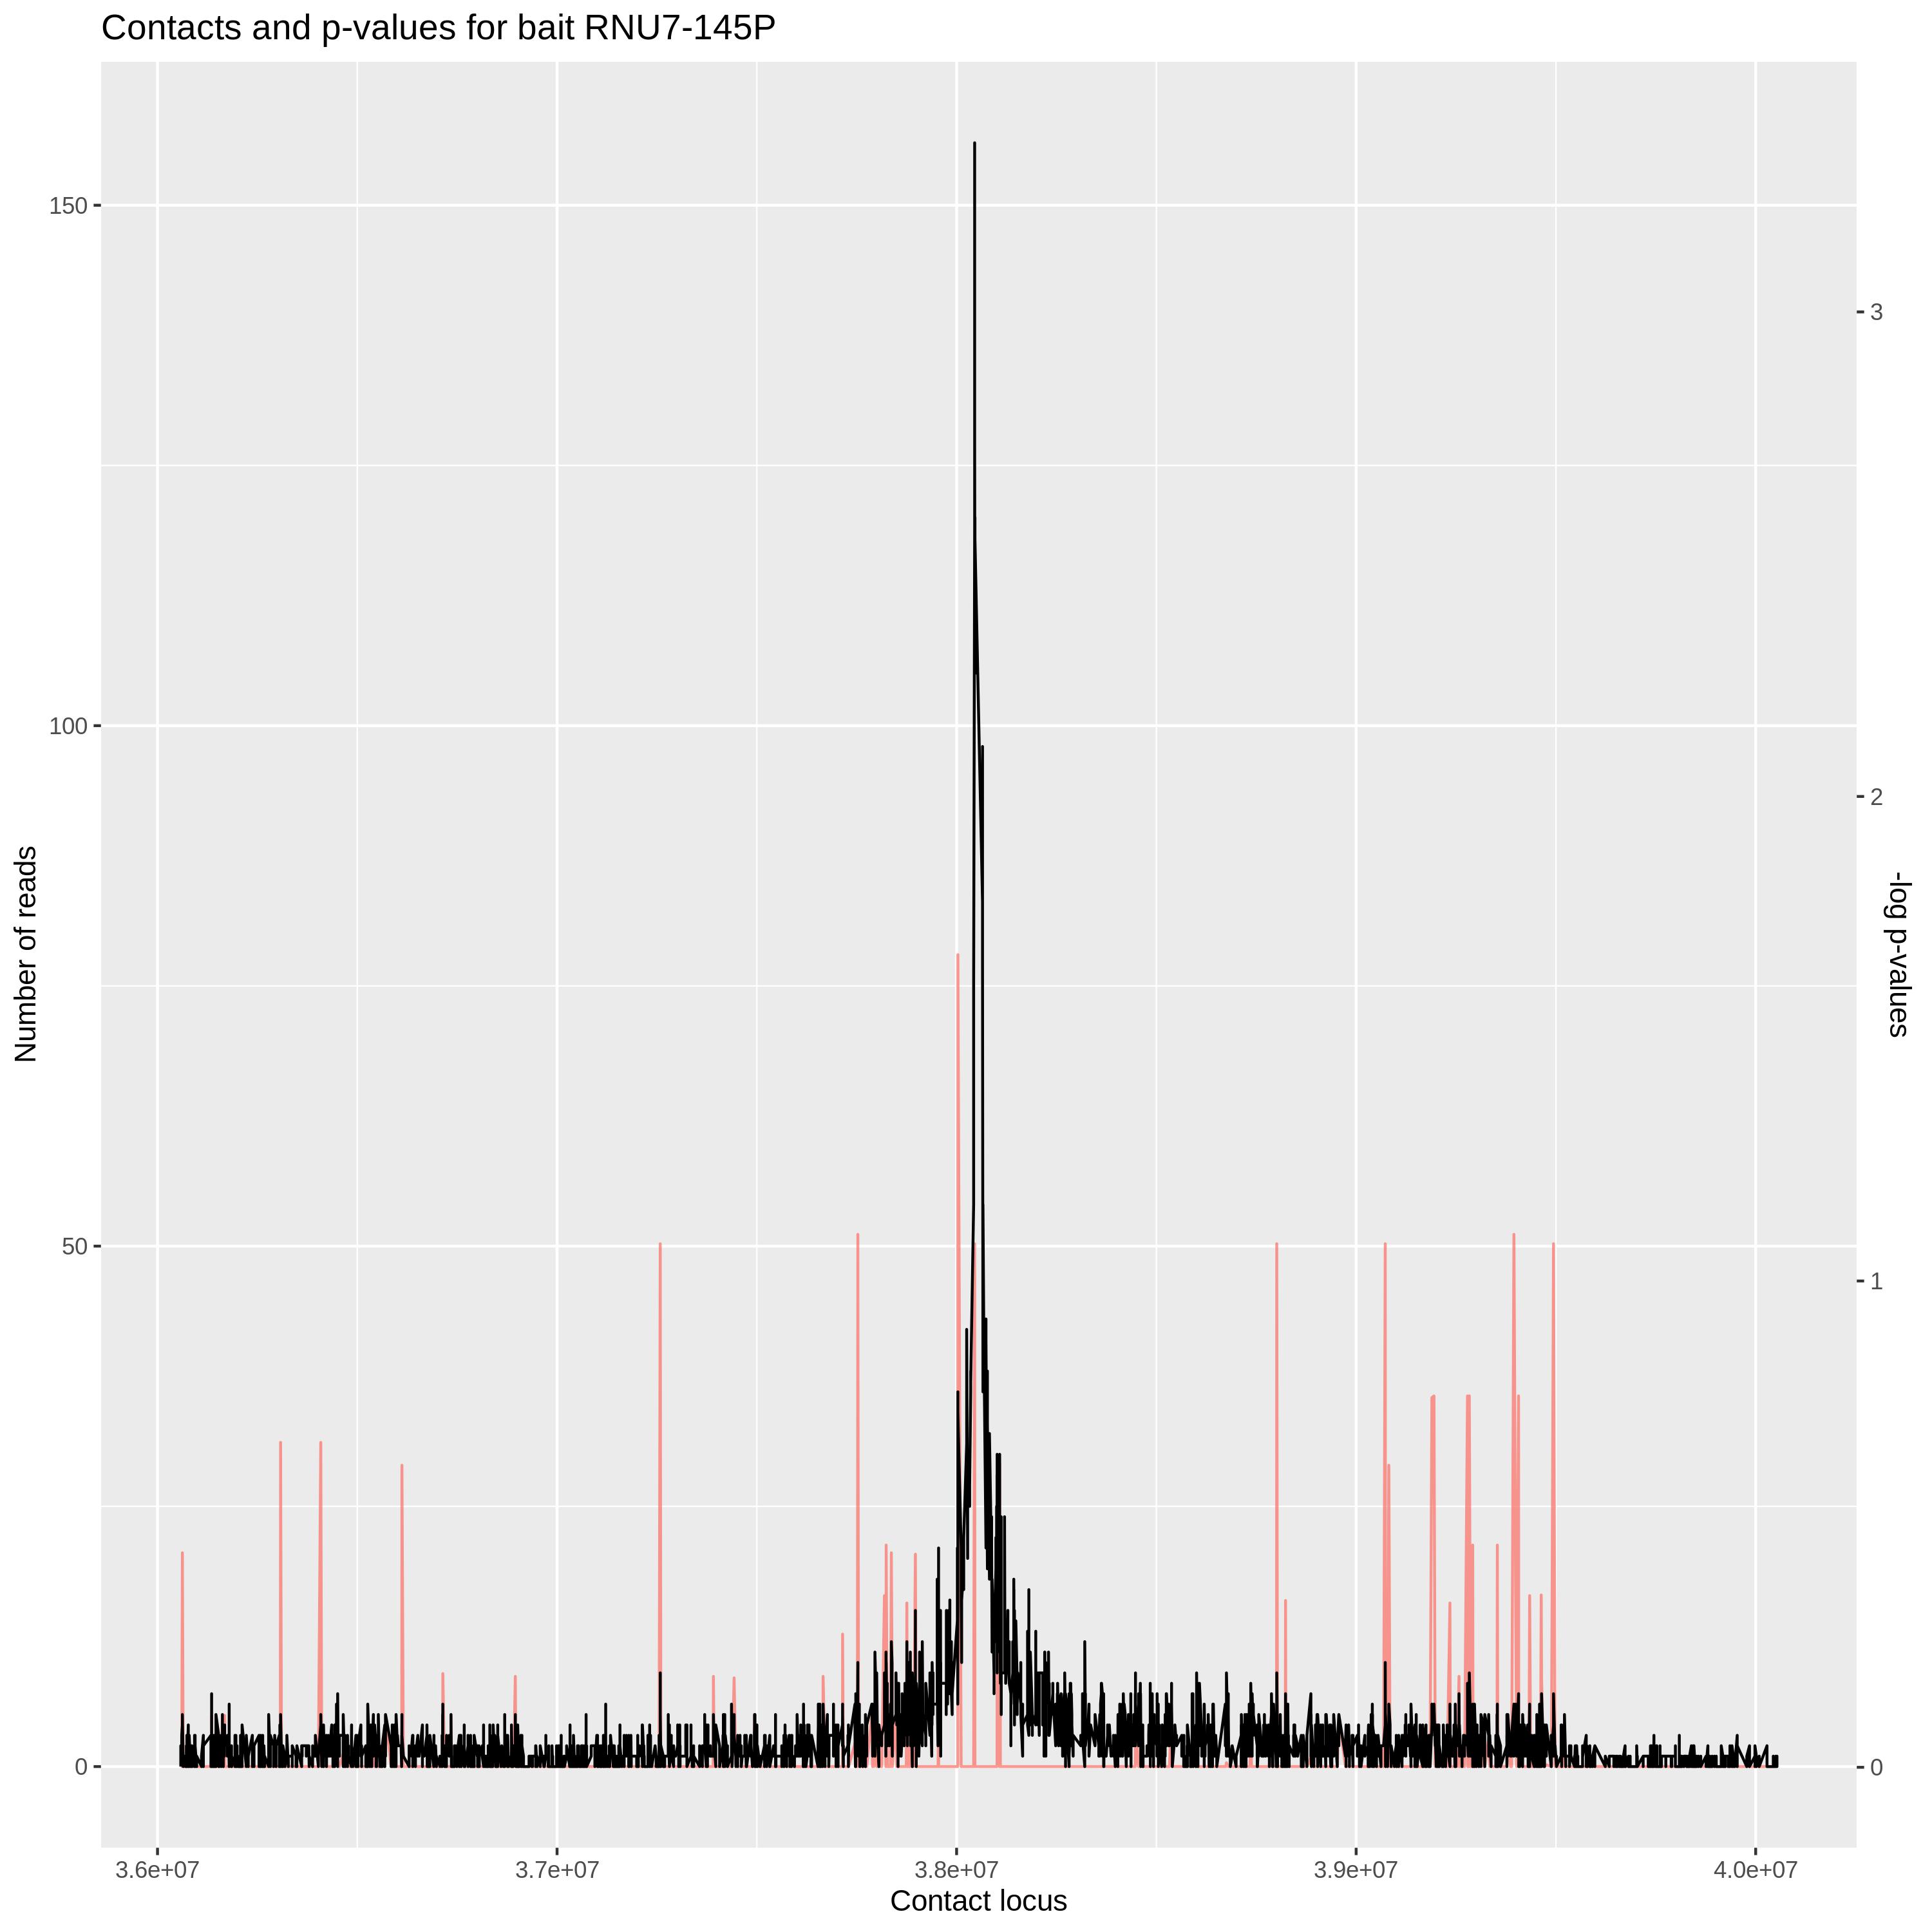 Contacts and p-values for bait RNU7-145P
150
100
50
0
Number of reads
3
2
1
0
-log p-values
3.6e+07
3.7e+07
3.8e+07
3.9e+07
4.0e+07
Contact locus